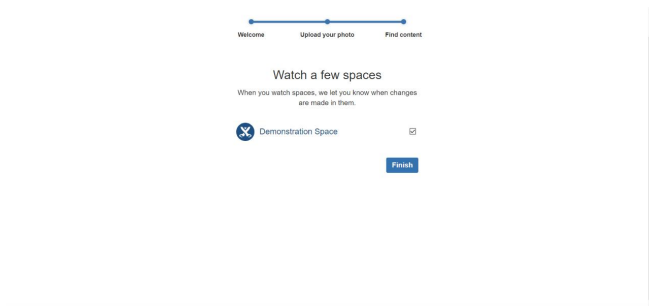 Welcome
Upload your photo
Find content
Watch a few spaces
When you watch spaces, we let you know when changes
are made in them.
Demonstration Space
Finish